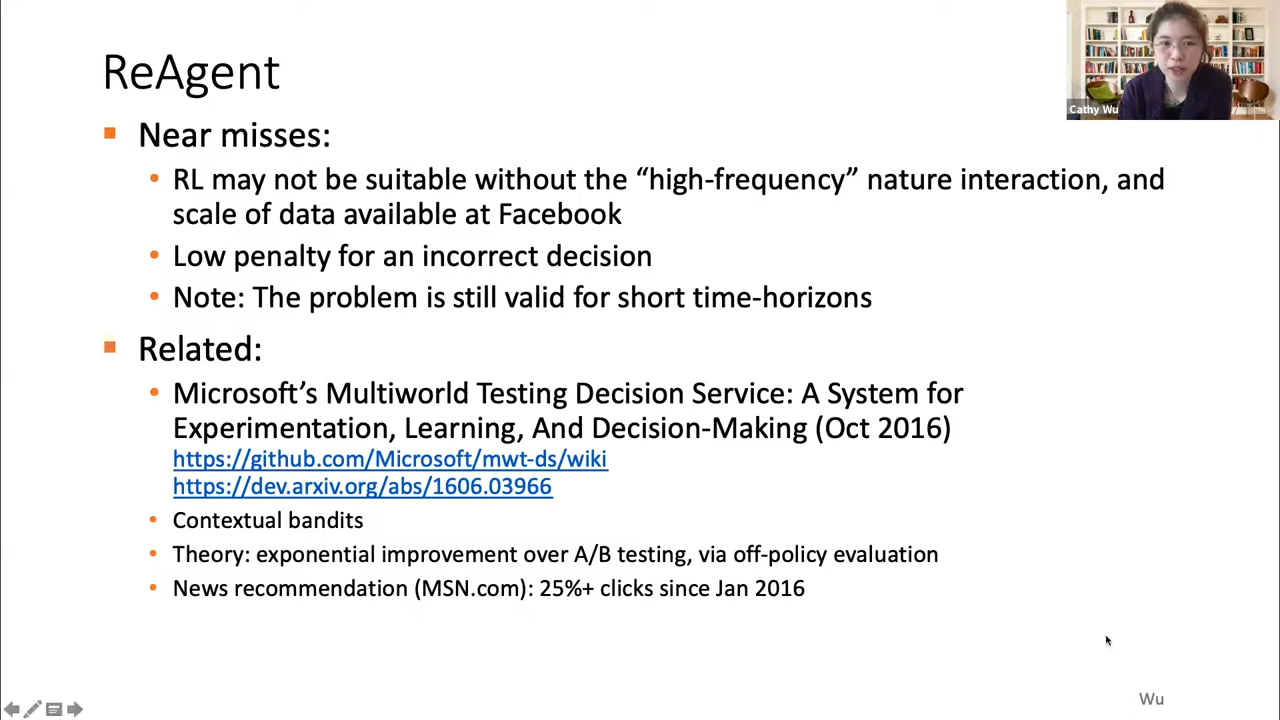 ReAgent
Near misses:
RL may not be suitable without the “high-frequency” nature interaction, and
scale of data available at Facebook
Low penalty for an incorrect decision
Note: The problem is still valid for short time-horizons
Related:
Microsoft’s Multiworld Testing Decision Service: A System for
Experimentation, Learning, And Decision-Making (Oct 2016)
https://github.com/Microsoft/mwt-ds/wiki
https://dev.arxiv.org/abs/1606.03966
Contextual bandits
Theory: exponential improvement over A/B testing, via off-policy evaluation
News recommendation (MSN.com): 25%+ clicks since Jan 2016
Cathy Wu
Wu